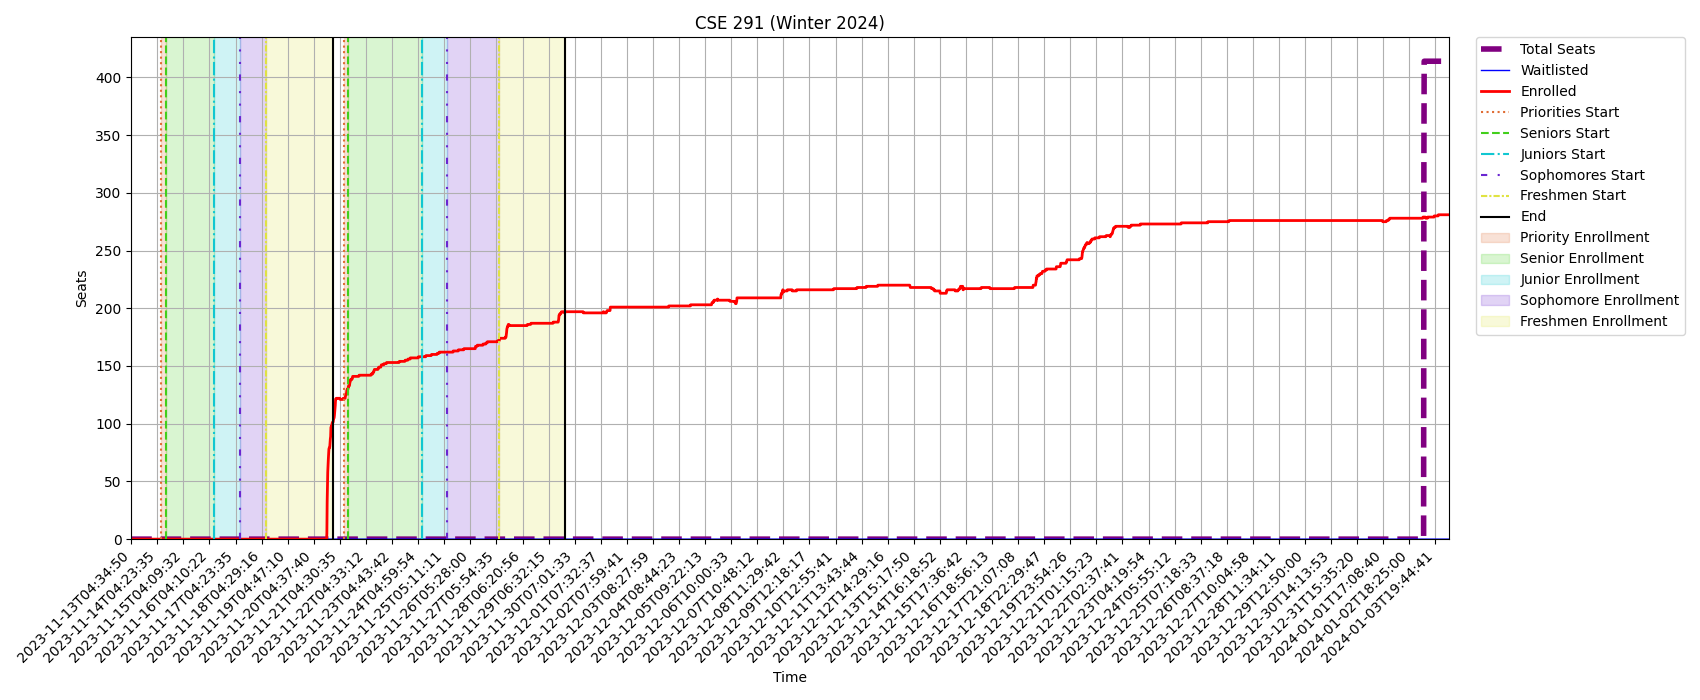 CSE 291 (Winter 2024)
Seats
400
350
300
250
200
150
100
50
0
2023-11-13T04:34:50
2023-11-14T04:23:35
2023-11-15T04:09:32
2023-11-16T04:10:22
2023-11-17T04:23:35
2023-11-18T04:29:16
2023-11-19T04:47:10
2023-11-20T04:37:40
2023-11-21T04:30:35
2023-11-22T04:33:12
2023-11-23T04:43:42
2023-11-24T04:59:54
2023-11-25T05:11:11
2023-11-26T05:28:00
2023-11-27T05:54:35
2023-11-28T06:20:56
2023-11-29T06:32:15
2023-11-30T07:01:33
2023-12-01T07:32:37
2023-12-02T07:59:41
2023-12-03T08:27:59
2023-12-04T08:44:23
2023-12-05T09:22:13
2023-12-06T10:00:33
2023-12-07T10:48:12
2023-12-08T11:29:42
2023-12-09T12:18:17
2023-12-10T12:55:41
2023-12-11T13:43:44
2023-12-12T14:29:16
2023-12-13T15:17:50
2023-12-14T16:18:52
2023-12-15T17:36:42
2023-12-16T18:56:13
2023-12-17T21:07:08
2023-12-18T22:29:47
2023-12-19T23:54:26
2023-12-21T01:15:23
2023-12-22T02:37:41
2023-12-23T04:19:54
2023-12-24T05:55:12
2023-12-25T07:18:33
2023-12-26T08:37:18
2023-12-27T10:04:58
2023-12-28T11:34:11
2023-12-29T12:50:00
2023-12-30T14:13:53
2023-12-31T15:35:20
2024-01-01T17:08:40
2024-01-02T18:25:00
2024-01-03T19:44:41
Time
Total Seats
Waitlisted
Enrolled
Priorities Start
Seniors Start
Juniors Start
Sophomores Start
Freshmen Start
End
Priority Enrollment
Senior Enrollment
Junior Enrollment
Sophomore Enrollment
Freshmen Enrollment